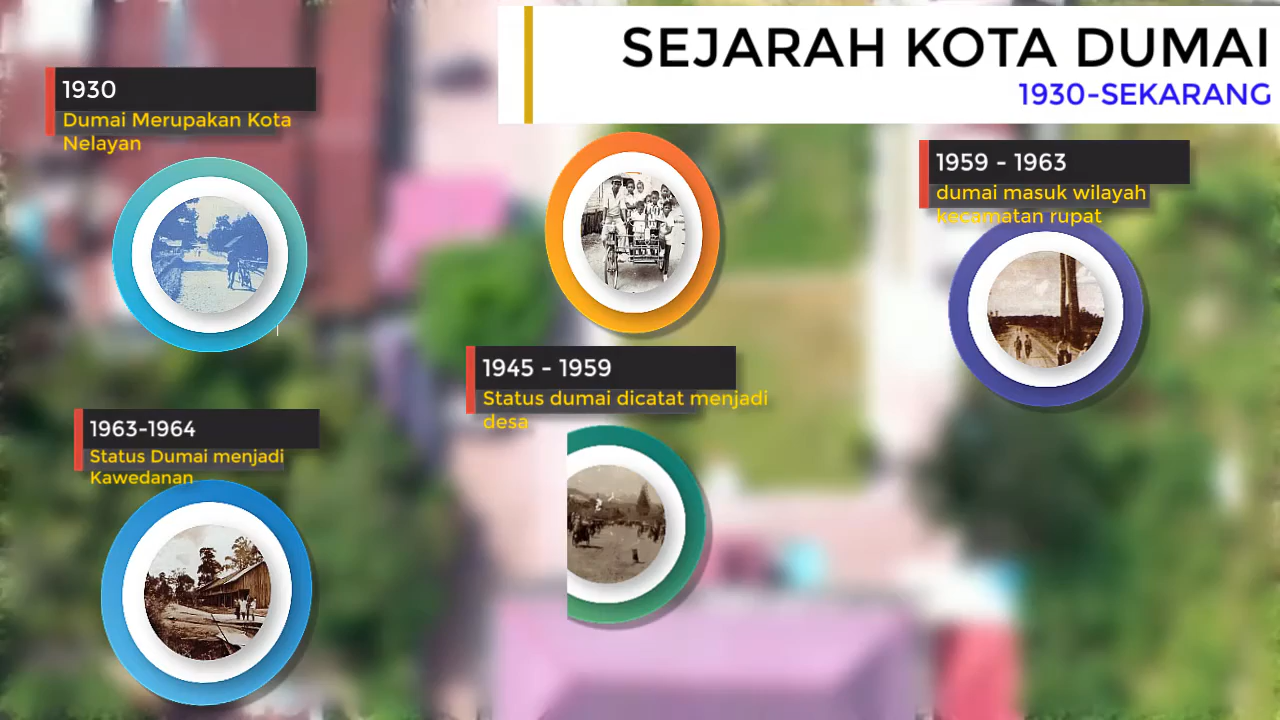 SEJARAH KOTA DUMAI
1930-SEKARANG
1930
Dumai Merupakan Kota
Nelayan
1945 - 1959
Status dumai dicatat menjadi
desa
1959 - 1963
dumai masuk wilayah
kecamatan rupat
1963-1964
Status Dumai menjadi
Kawedanan